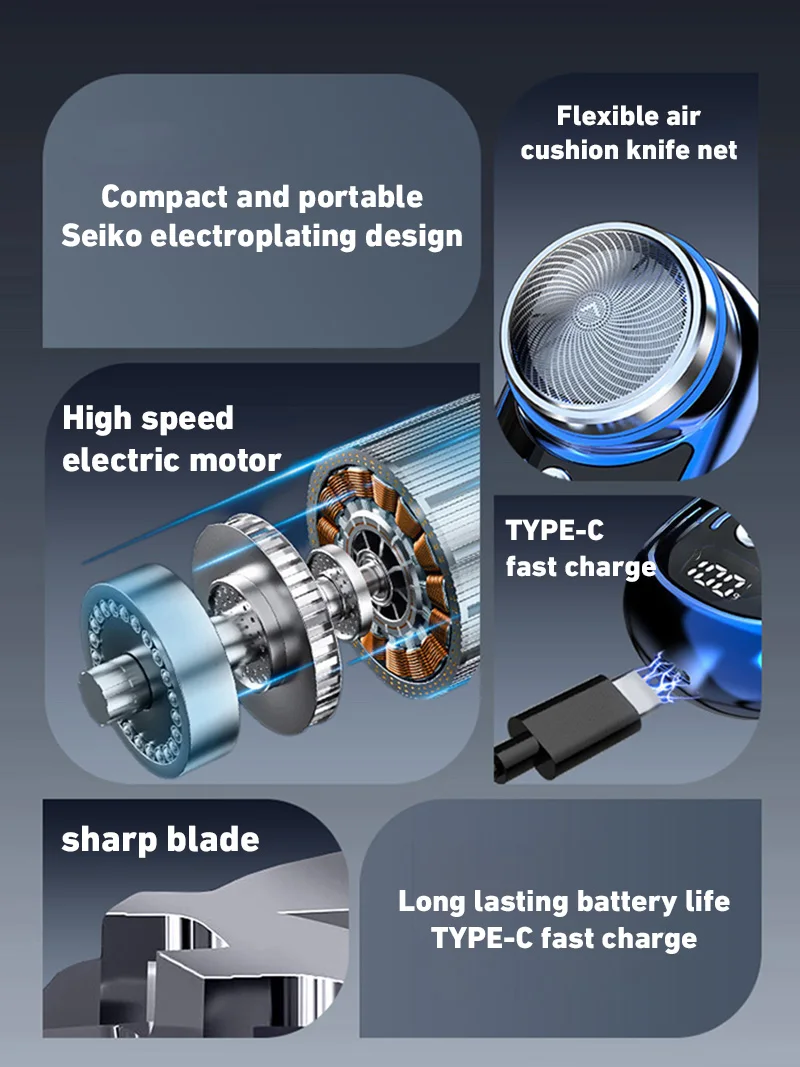 Compact and portable
Seiko electroplating design
Flexible air
cushion knife net
High speed
electric motor
TYPE-C
fast charge
100
sharp blade
Long lasting battery life
TYPE-C fast charge